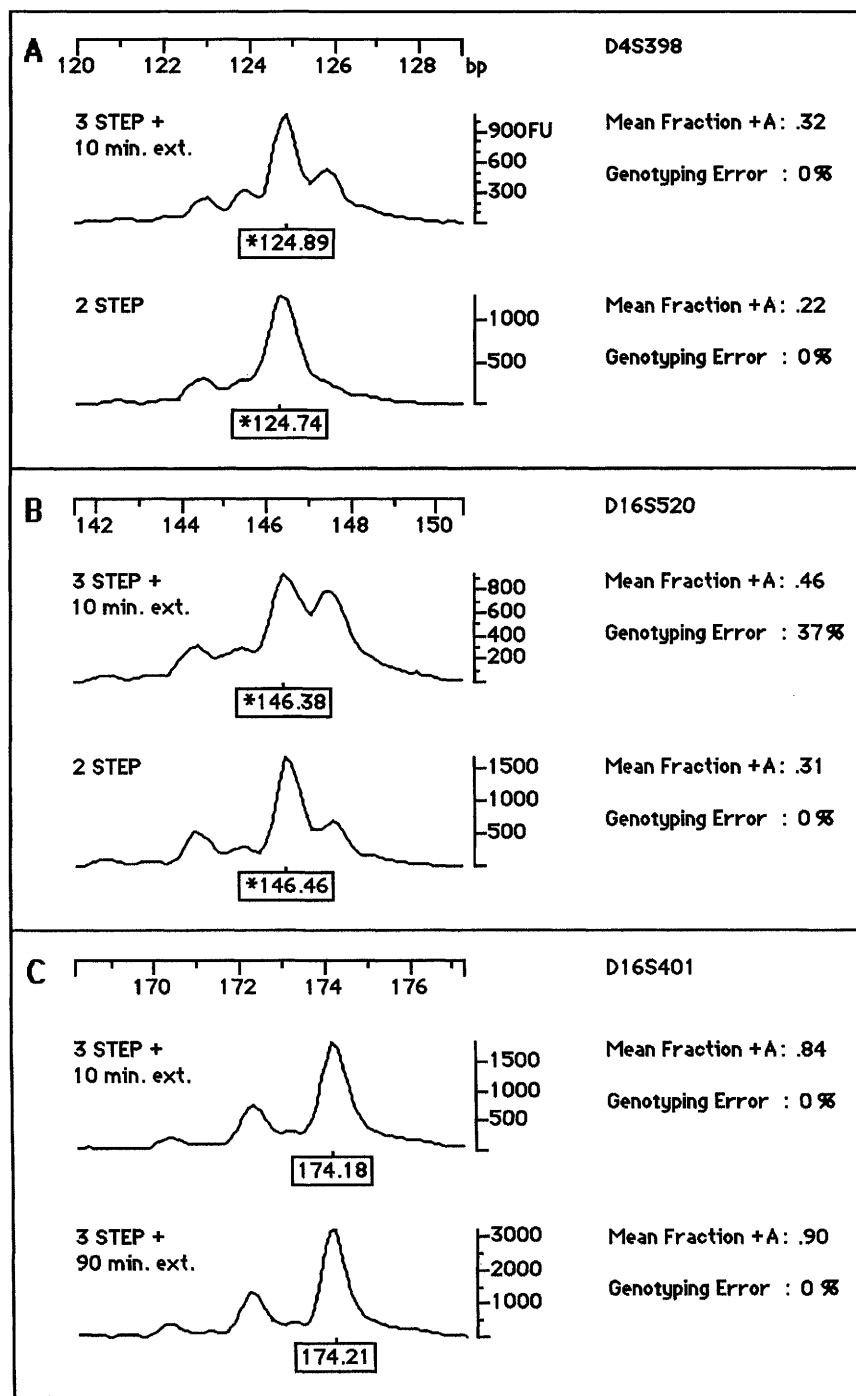 A
120 122 124 126 128 bp
D4S398
3 STEP +
10 min. ext.
900FU
600
300
*124.89
Mean Fraction +A: .32
Genotyping Error : 0%
2 STEP
1000
500
*124.74
Mean Fraction +A: .22
Genotyping Error : 0%
B
142 144 146 148 150
D16S520
3 STEP +
10 min. ext.
800
600
400
200
*146.38
Mean Fraction +A: .46
Genotyping Error : 37%
2 STEP
1500
1000
500
*146.46
Mean Fraction +A: .31
Genotyping Error : 0%
C
170 172 174 176
D16S401
3 STEP +
10 min. ext.
1500
1000
500
174.18
Mean Fraction +A: .84
Genotyping Error : 0%
3 STEP +
90 min. ext.
3000
2000
1000
174.21
Mean Fraction +A: .90
Genotyping Error : 0%